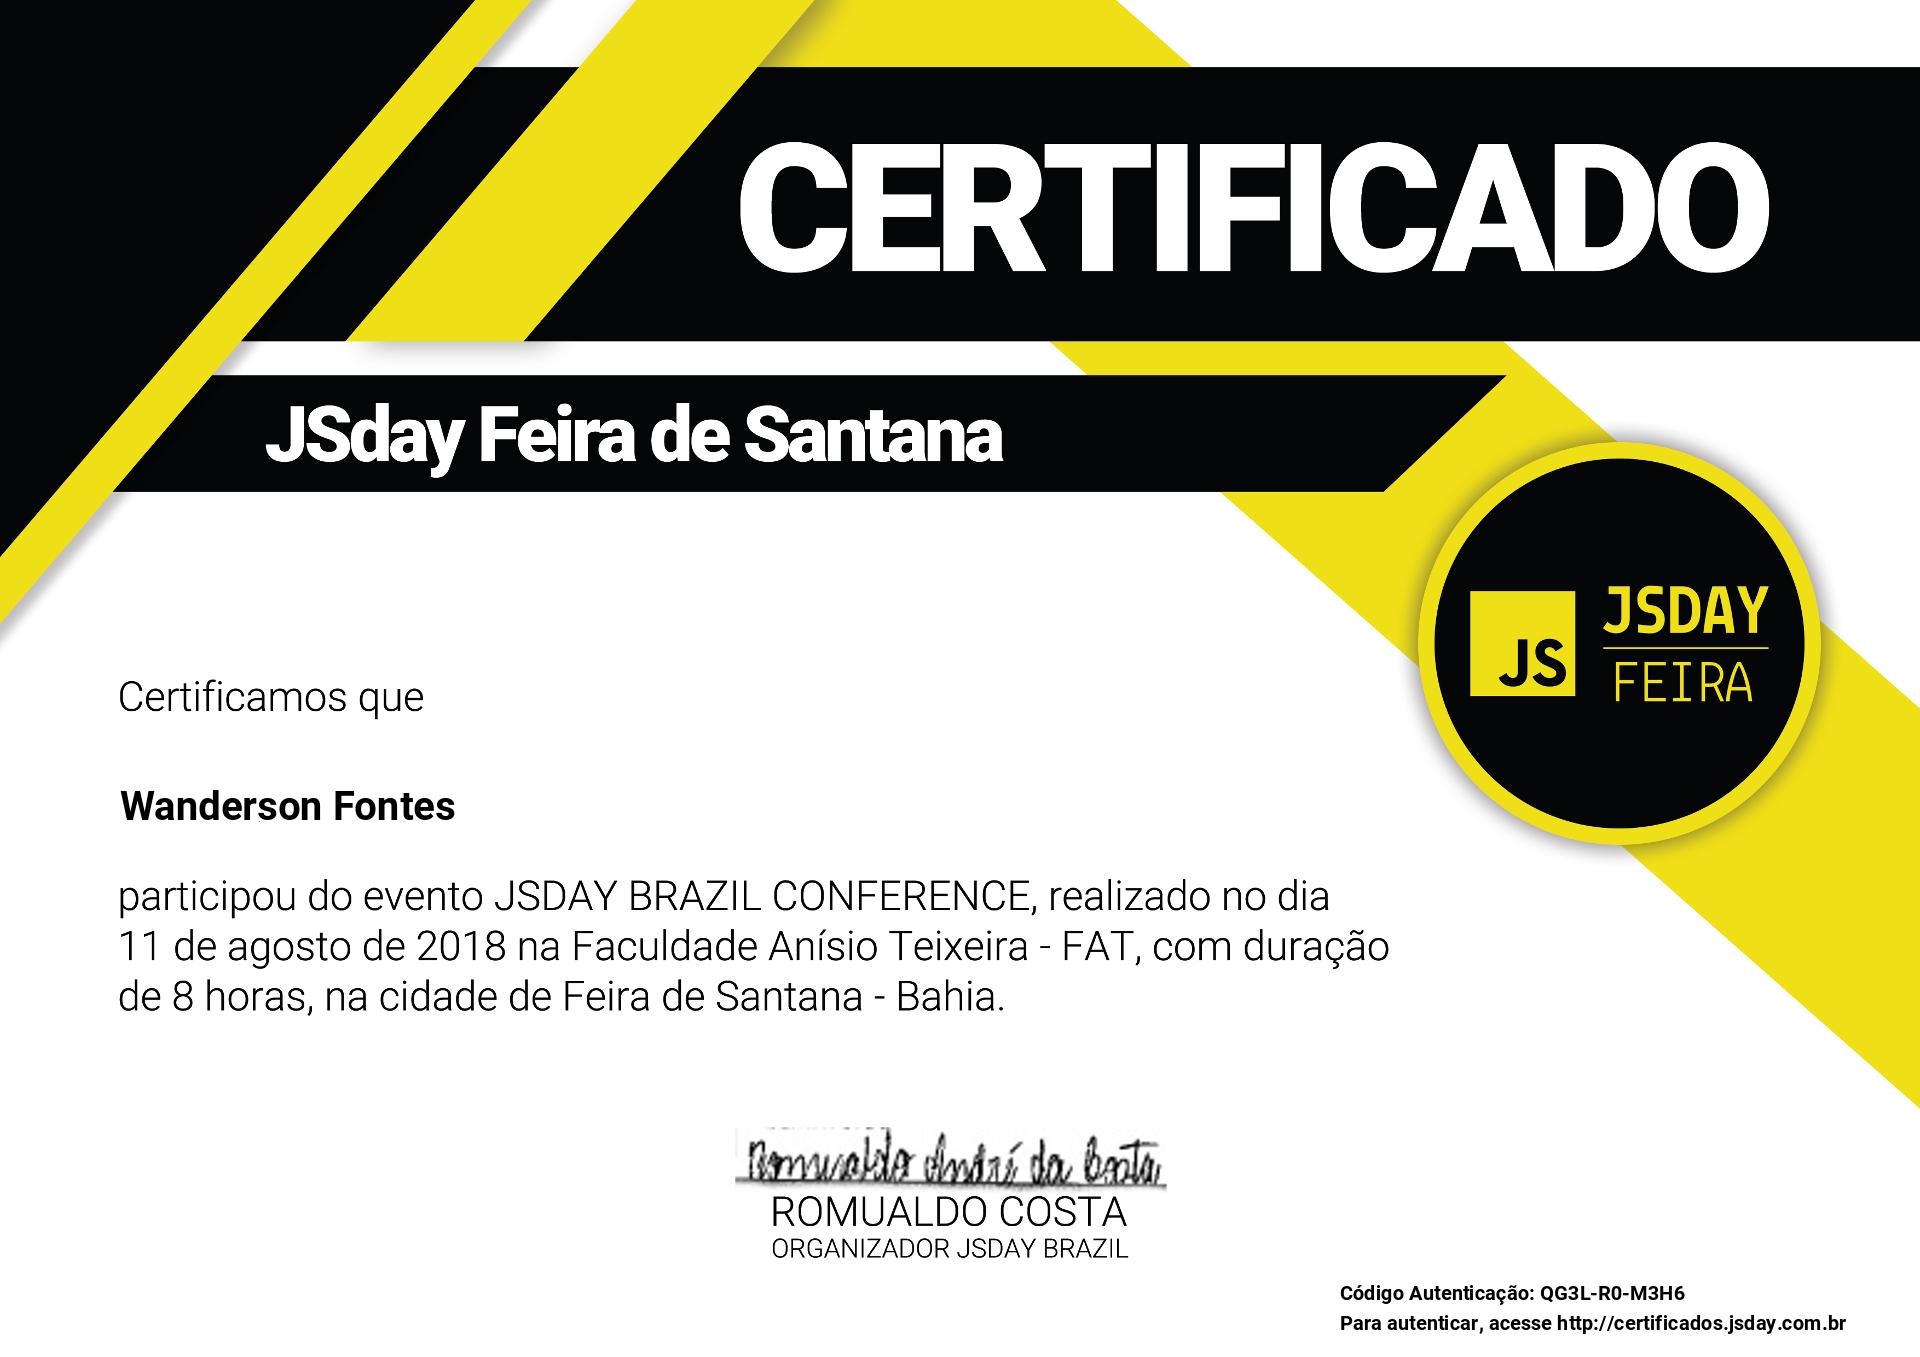 CERTIFICADO
JSday Feira de Santana
JS
JSDAY
FEIRA
Certificamos que
Wanderson Fontes
participou do evento JSDAY BRAZIL CONFERENCE, realizado no dia
11 de agosto de 2018 na Faculdade Anísio Teixeira - FAT, com duração
de 8 horas, na cidade de Feira de Santana - Bahia.
Romualdo André da Costa
ROMUALDO COSTA
ORGANIZADOR JSDAY BRAZIL
Código Autenticação: QG3L-R0-M3H6
Para autenticar, acesse http://certificados.jsday.com.br